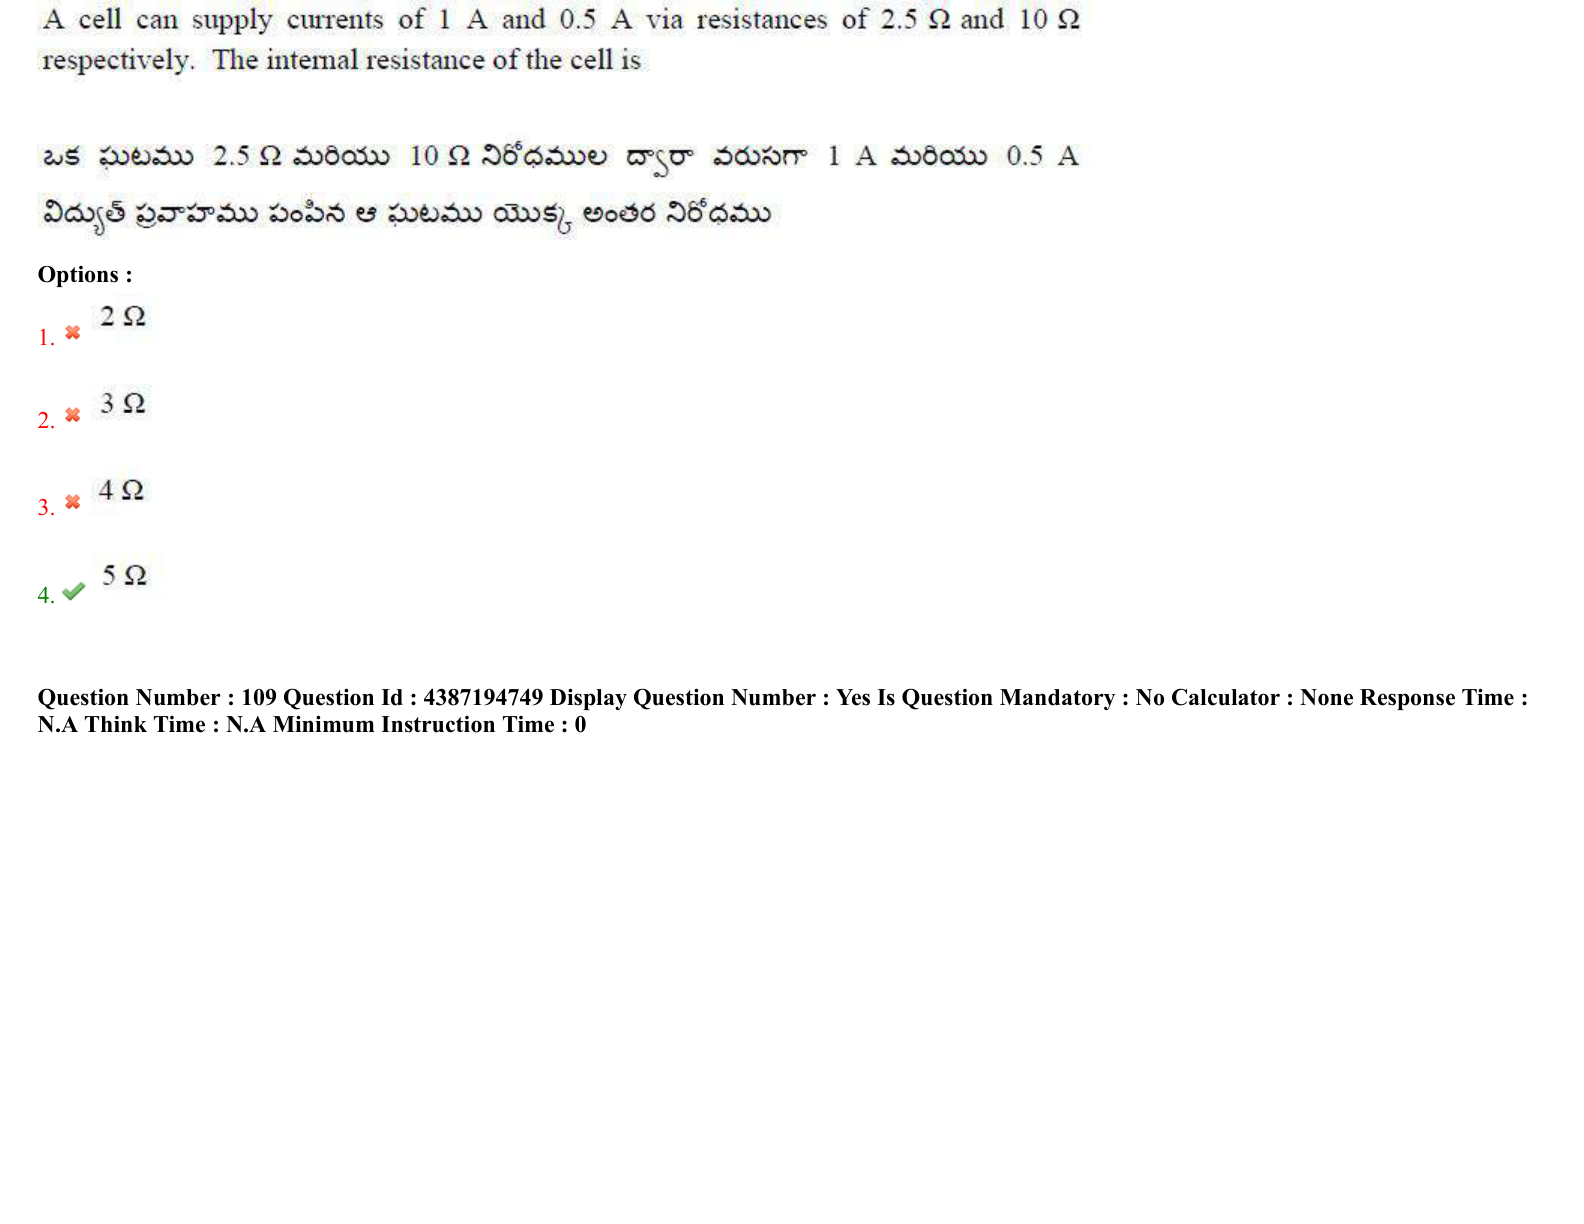 A cell can supply currents of 1 A and 0.5 A via resistances of 2.5 Ω and 10 Ω
respectively. The internal resistance of the cell is
ఒక ఘటము 2.5 Ω మరియు 10 Ω నిరోధముల ద్వారా వరుసగా 1 A మరియు 0.5 A
విద్యుత్ ప్రవాహము పంపిన ఆ ఘటము యొక్క అంతర నిరోధము
Options :
1. 2 Ω
2. 3 Ω
3. 4 Ω
4. 5 Ω
Question Number : 109 Question Id : 4387194749 Display Question Number : Yes Is Question Mandatory : No Calculator : None Response Time :
N.A Think Time : N.A Minimum Instruction Time : 0